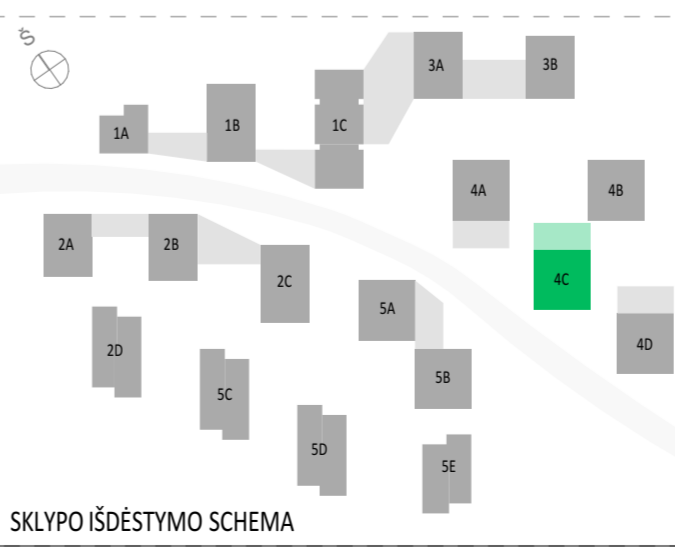 Š
3A
3B
1A
1B
1C
4A
4B
2A
2B
2C
4C
5A
2D
4D
5B
5C
5D
5E
SKLYPO IŠDĖSTYMO SCHEMA